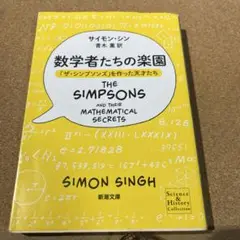 サイモン・シン
青木 薫 訳
数学者たちの楽園
「ザ・シンプソンズ」を作った天才たち
THE
SIMPSONS
AND THEIR
MATHEMATICAL
SECRETS
SIMON SINGH
新潮文庫
Science
& History
Collection